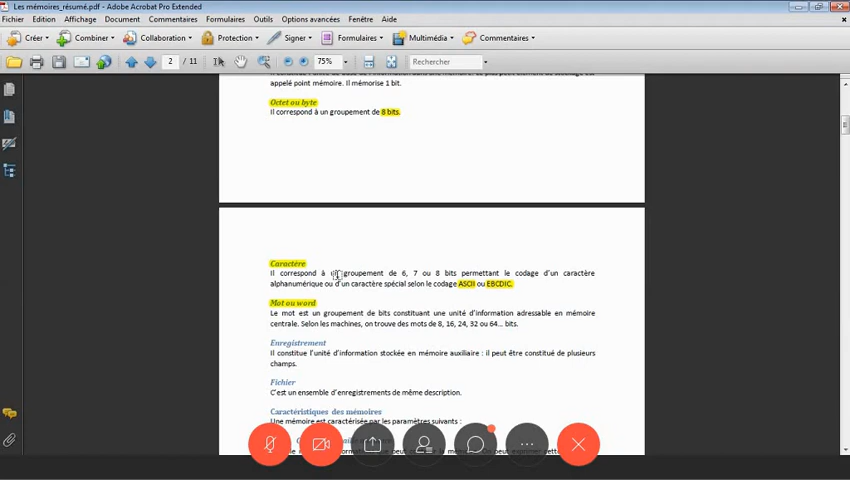 Les mémoires_résumé.pdf - Adobe Acrobat Pro Extended
Fichier Edition Affichage Document Commentaires Formulaires Outils Options avancées Fenêtre Aide
Créer Combiner Collaboration Protection Signer Formulaires Multimédia Commentaires
2 / 11 75% Rechercher
appelé point mémoire. Il mémorise 1 bit.
Octet ou byte
Il correspond à un groupement de 8 bits.
Caractère
Il correspond à un groupement de 6, 7 ou 8 bits permettant le codage d'un caractère
alphanumérique ou d'un caractère spécial selon le codage ASCII ou EBCDIC.
Mot ou word
Le mot est un groupement de bits constituant une unité d'information adressable en mémoire
centrale. Selon les machines, on trouve des mots de 8, 16, 24, 32 ou 64... bits.
Enregistrement
Il constitue l'unité d'information stockée en mémoire auxiliaire : il peut être constitué de plusieurs
champs.
Fichier
C'est un ensemble d'enregistrements de même description.
Caractéristiques des mémoires
Une mémoire est caractérisée par les paramètres suivants :